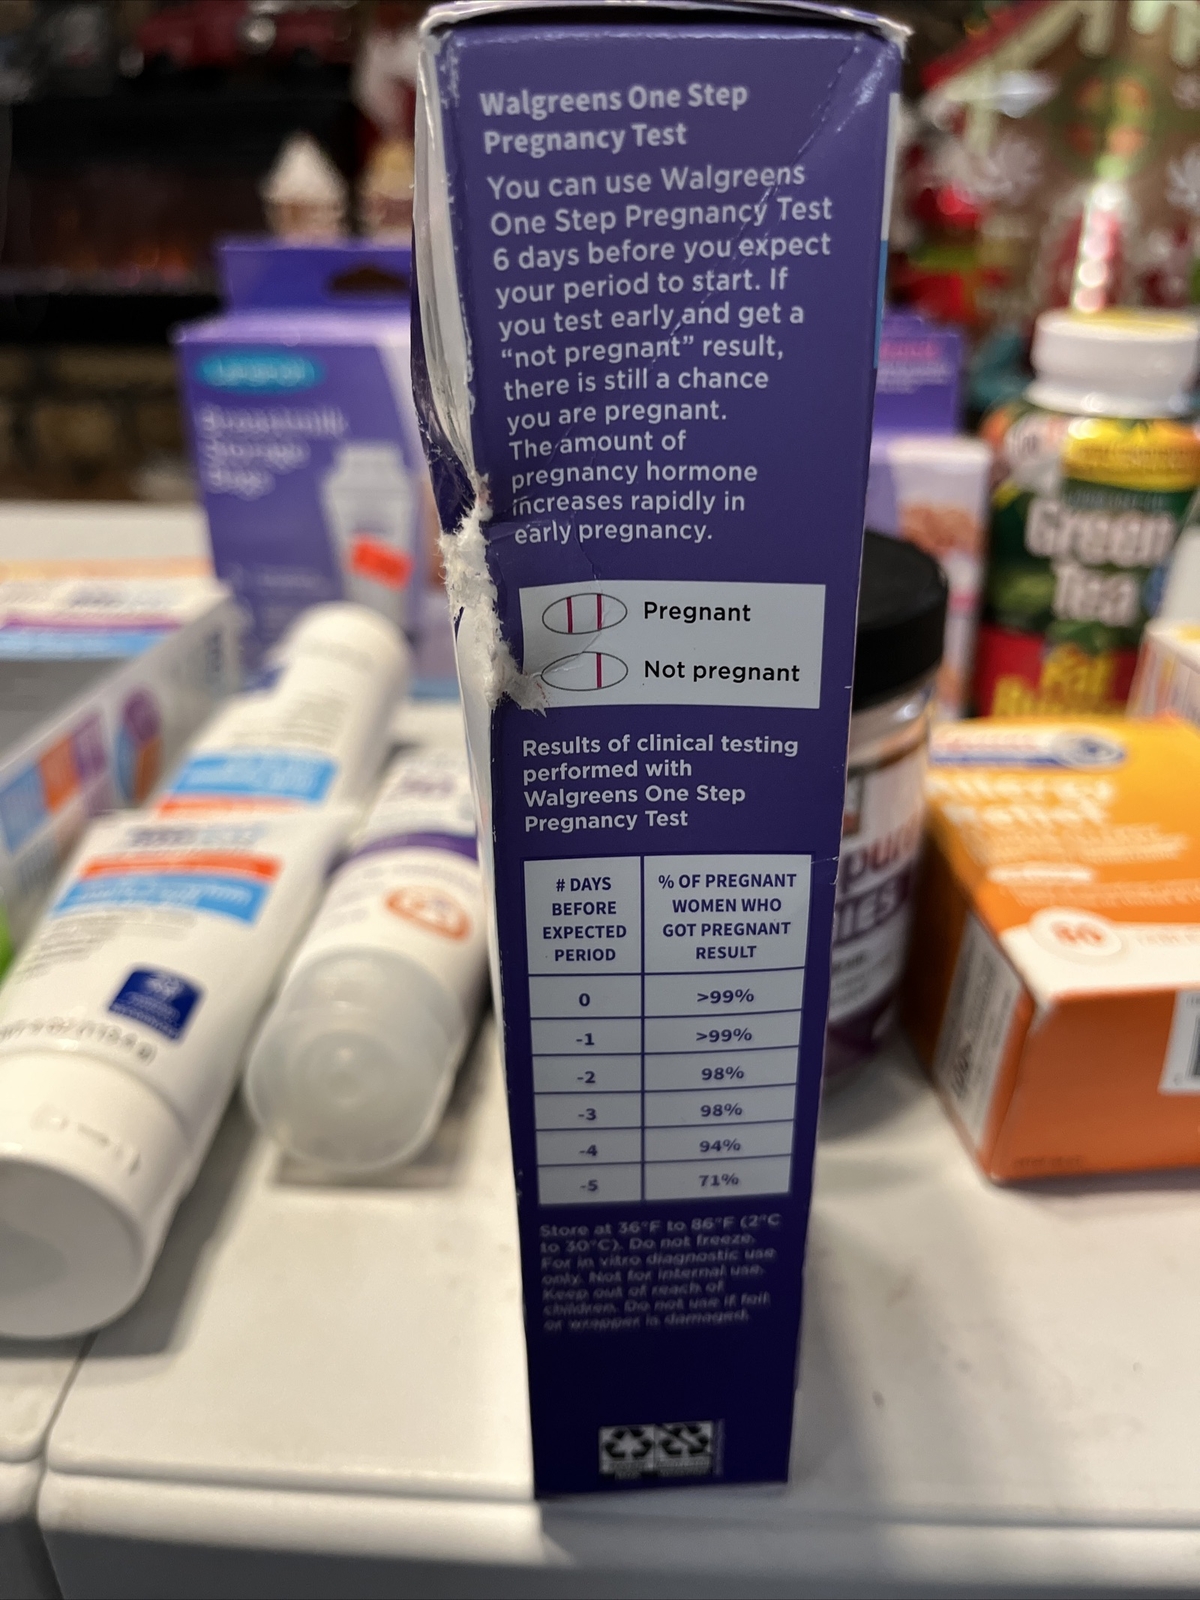 Walgreens One Step
Pregnancy Test
You can use Walgreens
One Step Pregnancy Test
6 days before you expect
your period to start. If
you test early and get a
“not pregnant” result,
there is still a chance
you are pregnant.
The amount of
pregnancy hormone
increases rapidly in
early pregnancy.
Pregnant
Not pregnant
Results of clinical testing
performed with
Walgreens One Step
Pregnancy Test
# DAYS BEFORE EXPECTED PERIOD
% OF PREGNANT WOMEN WHO GOT PREGNANT RESULT
0 >99%
-1 >99%
-2 98%
-3 98%
-4 94%
-5 71%
Store at 36°F to 86°F (2°C
to 30°C). Do not freeze.
For in vitro diagnostic use
only. Not for internal use.
Keep out of reach of
children. Do not use if foil
or wrapper is damaged.
Breastmilk
Storage
Bags
Green
Tea
Fat
Allergy
Relief